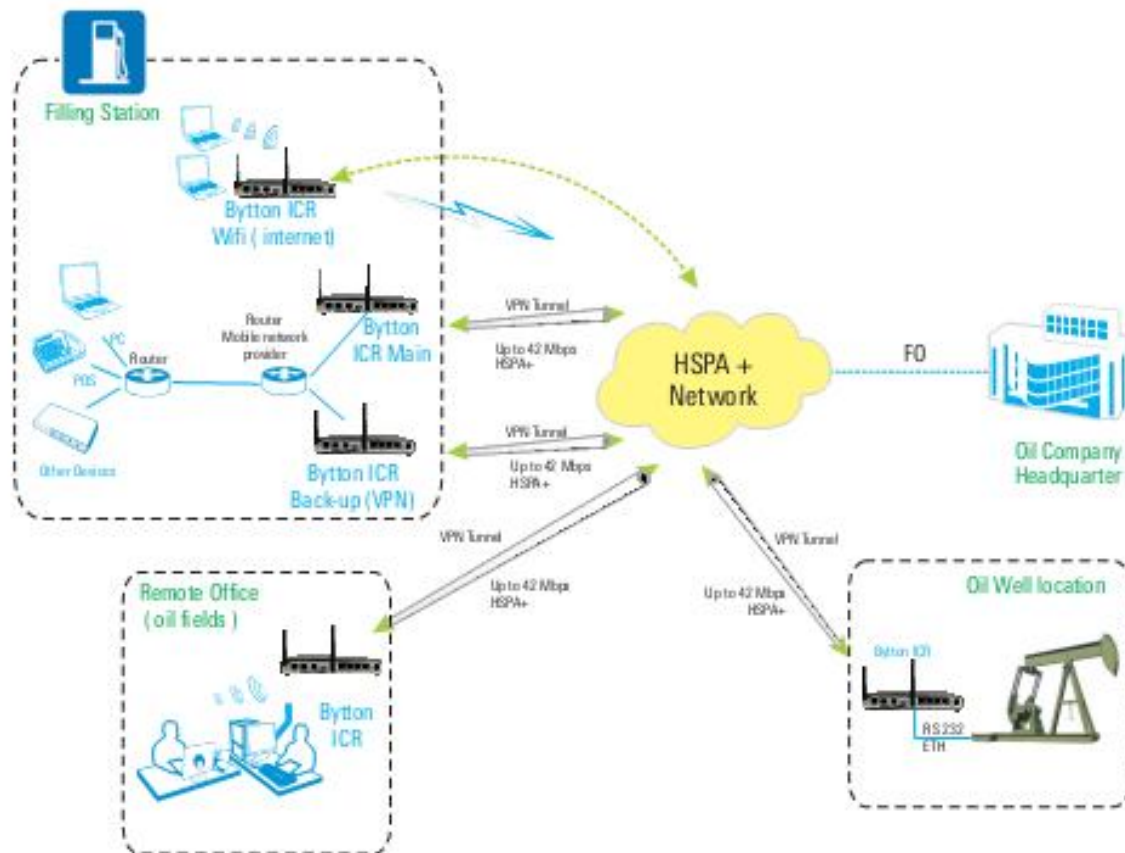 Filling Station
Bytton ICR
Wifi ( internet)
PC
POS
Other Devices
Router
Router
Mobile network
provider
Bytton
ICR Main
Bytton ICR
Back-up (VPN)
VPN Tunnel
Up to 42 Mbps
HSPA+
VPN Tunnel
Up to 42 Mbps
HSPA+
HSPA +
Network
FO
Oil Company
Headquarter
VPN Tunnel
Up to 42 Mbps
HSPA+
VPN Tunnel
Up to 42 Mbps
HSPA+
Remote Office
( oil fields )
Bytton
ICR
Oil Well location
Bytton ICR
RS 232
ETH